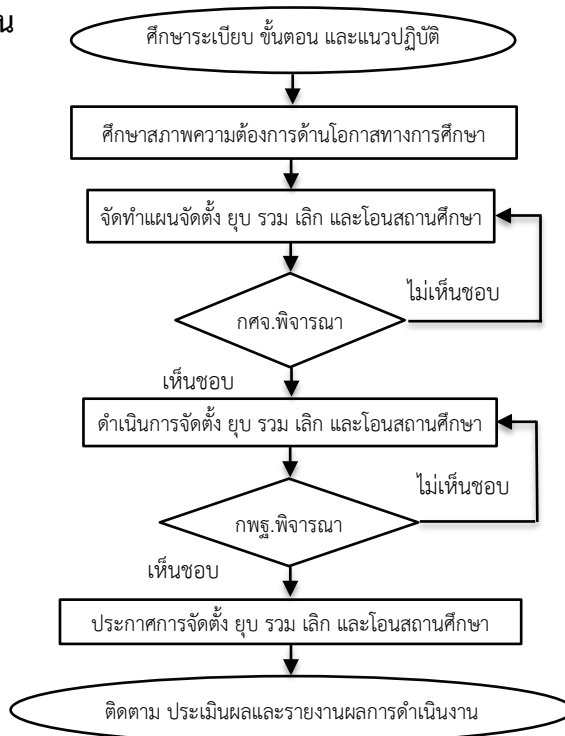 น
ศึกษาระเบียบ ขั้นตอน และแนวปฏิบัติ
ศึกษาสภาพความต้องการด้านโอกาสทางการศึกษา
จัดทำแผนจัดตั้ง ยุบ รวม เลิก และโอนสถานศึกษา
ไม่เห็นชอบ
กศจ.พิจารณา
เห็นชอบ
ดำเนินการจัดตั้ง ยุบ รวม เลิก และโอนสถานศึกษา
ไม่เห็นชอบ
กพฐ.พิจารณา
เห็นชอบ
ประกาศการจัดตั้ง ยุบ รวม เลิก และโอนสถานศึกษา
ติดตาม ประเมินผลและรายงานผลการดำเนินงาน